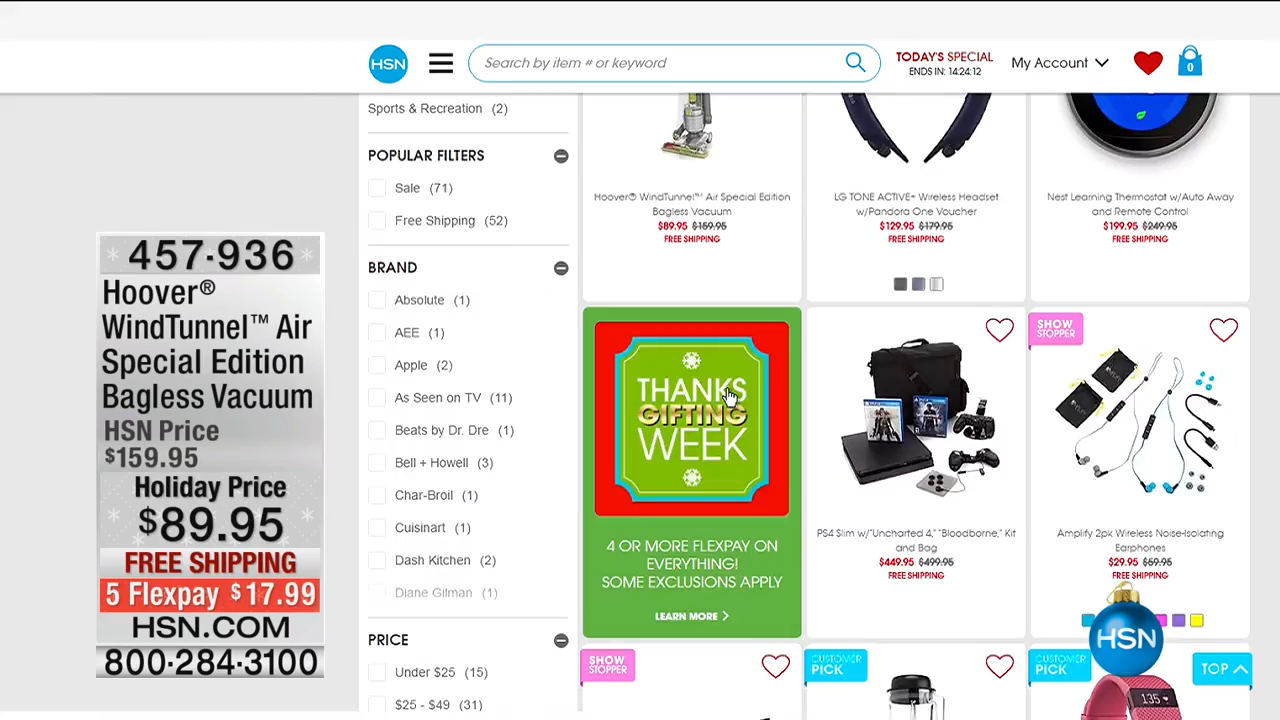 HSN
Search by item # or keyword
TODAY'S SPECIAL
ENDS IN: 14:24:12
My Account
0
457·936
Hoover®
WindTunnel™ Air
Special Edition
Bagless Vacuum
HSN Price
$159.95
Holiday Price
$89.95
FREE SHIPPING
5 Flexpay $17.99
HSN.COM
800·284·3100
Sports & Recreation (2)
POPULAR FILTERS
Sale (71)
Free Shipping (52)
BRAND
Absolute (1)
AEE (1)
Apple (2)
As Seen on TV (11)
Beats by Dr. Dre (1)
Bell + Howell (3)
Char-Broil (1)
Cuisinart (1)
Dash Kitchen (2)
Diane Gilman (1)
PRICE
Under $25 (15)
$25 - $49 (31)
Hoover® WindTunnel™ Air Special Edition
Bagless Vacuum
$89.95 $159.95
FREE SHIPPING
LG TONE ACTIVE+ Wireless Headset
w/Pandora One Voucher
$129.95 $179.95
FREE SHIPPING
Nest Learning Thermostat w/Auto Away
and Remote Control
$199.95 $249.95
FREE SHIPPING
THANKS
GIFTING
WEEK
4 OR MORE FLEXPAY ON
EVERYTHING!
SOME EXCLUSIONS APPLY
LEARN MORE
PS4 Slim w/"Uncharted 4," "Bloodborne," Kit
and Bag
$449.95 $499.95
FREE SHIPPING
SHOW
STOPPER
Amplify 2pk Wireless Noise-Isolating
Earphones
$29.95 $59.95
FREE SHIPPING
HSN
SHOW
STOPPER
CUSTOMER
PICK
CUSTOMER
PICK
TOP
135